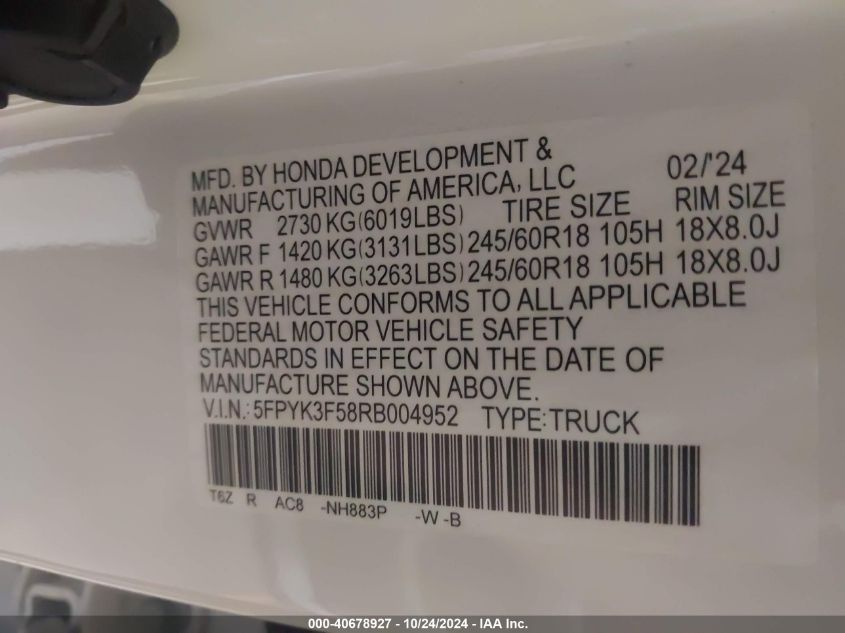 MFD. BY HONDA DEVELOPMENT & 02/'24
MANUFACTURING OF AMERICA, LLC
GVWR 2730 KG(6019LBS) TIRE SIZE RIM SIZE
GAWR F 1420 KG(3131LBS) 245/60R18 105H 18X8.0J
GAWR R 1480 KG(3263LBS) 245/60R18 105H 18X8.0J
THIS VEHICLE CONFORMS TO ALL APPLICABLE
FEDERAL MOTOR VEHICLE SAFETY
STANDARDS IN EFFECT ON THE DATE OF
MANUFACTURE SHOWN ABOVE.
V.I.N.: 5FPYK3F58RB004952 TYPE:TRUCK
T6Z R AC8 -NH883P -W -B
000-40678927 - 10/24/2024 - IAA Inc.